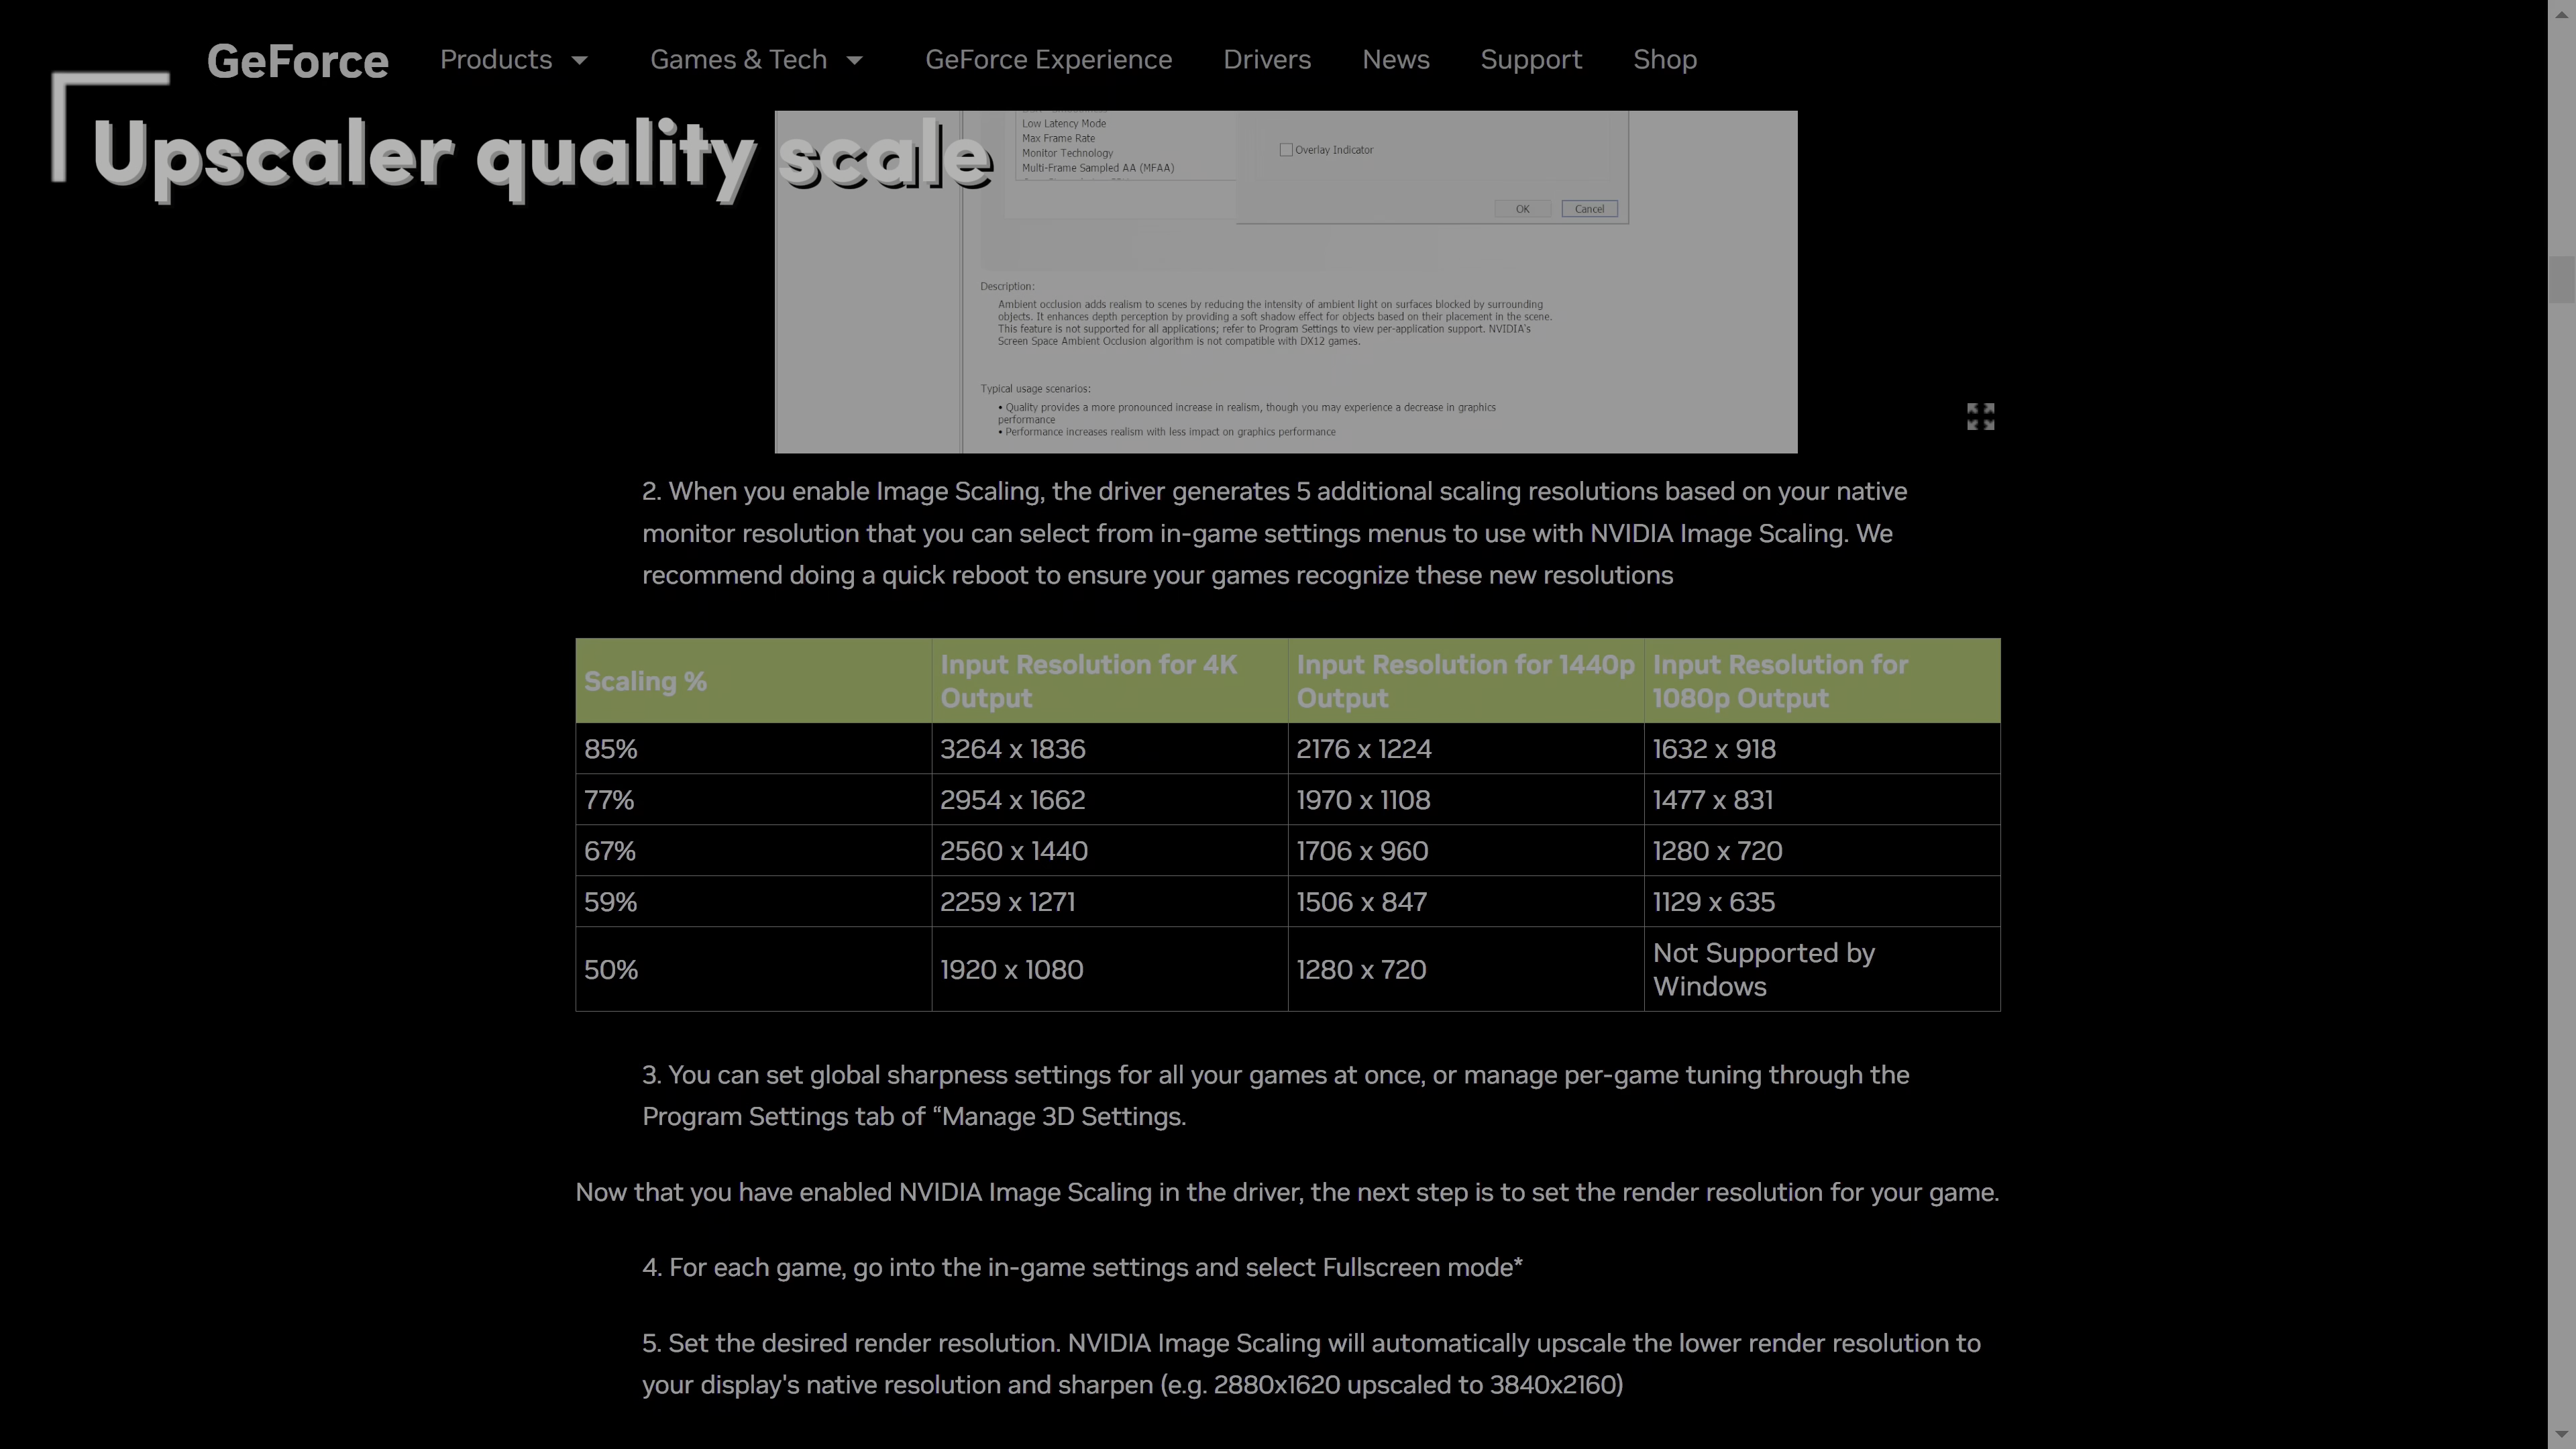 GeForce Products Games & Tech GeForce Experience Drivers News Support Shop
Upscaler quality scale
Low Latency Mode
Max Frame Rate
Monitor Technology
Multi-Frame Sampled AA (MFAA)
Overlay Indicator
OK Cancel
Description:
Ambient occlusion adds realism to scenes by reducing the intensity of ambient light on surfaces blocked by surrounding
objects. It enhances depth perception by providing a soft shadow effect for objects based on their placement in the scene.
This feature is not supported for all applications; refer to Program Settings to view per-application support. NVIDIA's
Screen Space Ambient Occlusion algorithm is not compatible with DX12 games.
Typical usage scenarios:
• Quality provides a more pronounced increase in realism, though you may experience a decrease in graphics
performance
• Performance increases realism with less impact on graphics performance
2. When you enable Image Scaling, the driver generates 5 additional scaling resolutions based on your native
monitor resolution that you can select from in-game settings menus to use with NVIDIA Image Scaling. We
recommend doing a quick reboot to ensure your games recognize these new resolutions
Scaling % Input Resolution for 4K Output Input Resolution for 1440p Output Input Resolution for 1080p Output
85% 3264 x 1836 2176 x 1224 1632 x 918
77% 2954 x 1662 1970 x 1108 1477 x 831
67% 2560 x 1440 1706 x 960 1280 x 720
59% 2259 x 1271 1506 x 847 1129 x 635
50% 1920 x 1080 1280 x 720 Not Supported by Windows
3. You can set global sharpness settings for all your games at once, or manage per-game tuning through the
Program Settings tab of “Manage 3D Settings.
Now that you have enabled NVIDIA Image Scaling in the driver, the next step is to set the render resolution for your game.
4. For each game, go into the in-game settings and select Fullscreen mode*
5. Set the desired render resolution. NVIDIA Image Scaling will automatically upscale the lower render resolution to
your display's native resolution and sharpen (e.g. 2880x1620 upscaled to 3840x2160)